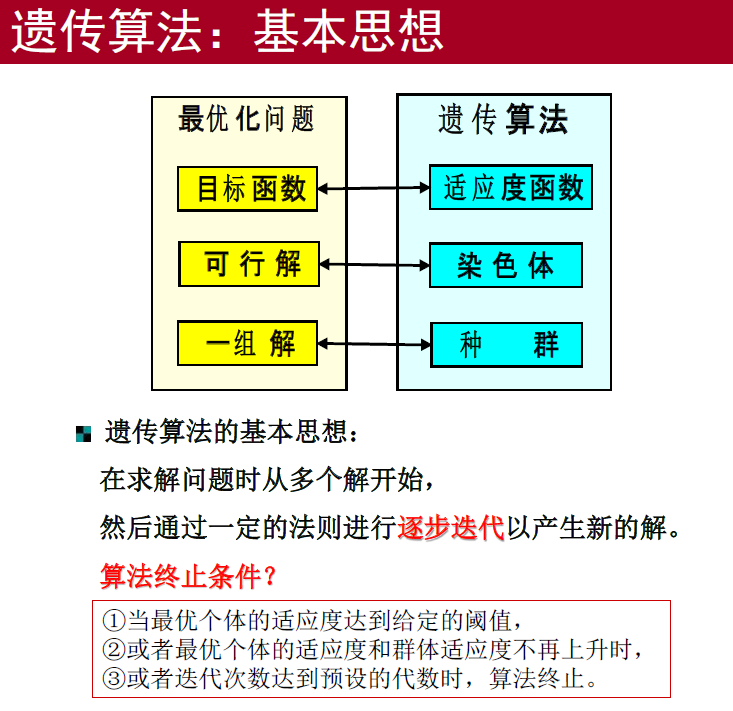 遗传算法：基本思想
最优化问题
遗传算法
目标函数
适应度函数
可行解
染色体
一组解
种群
遗传算法的基本思想：
在求解问题时从多个解开始，
然后通过一定的法则进行逐步迭代以产生新的解。
算法终止条件？
①当最优个体的适应度达到给定的阈值，
②或者最优个体的适应度和群体适应度不再上升时，
③或者迭代次数达到预设的代数时，算法终止。